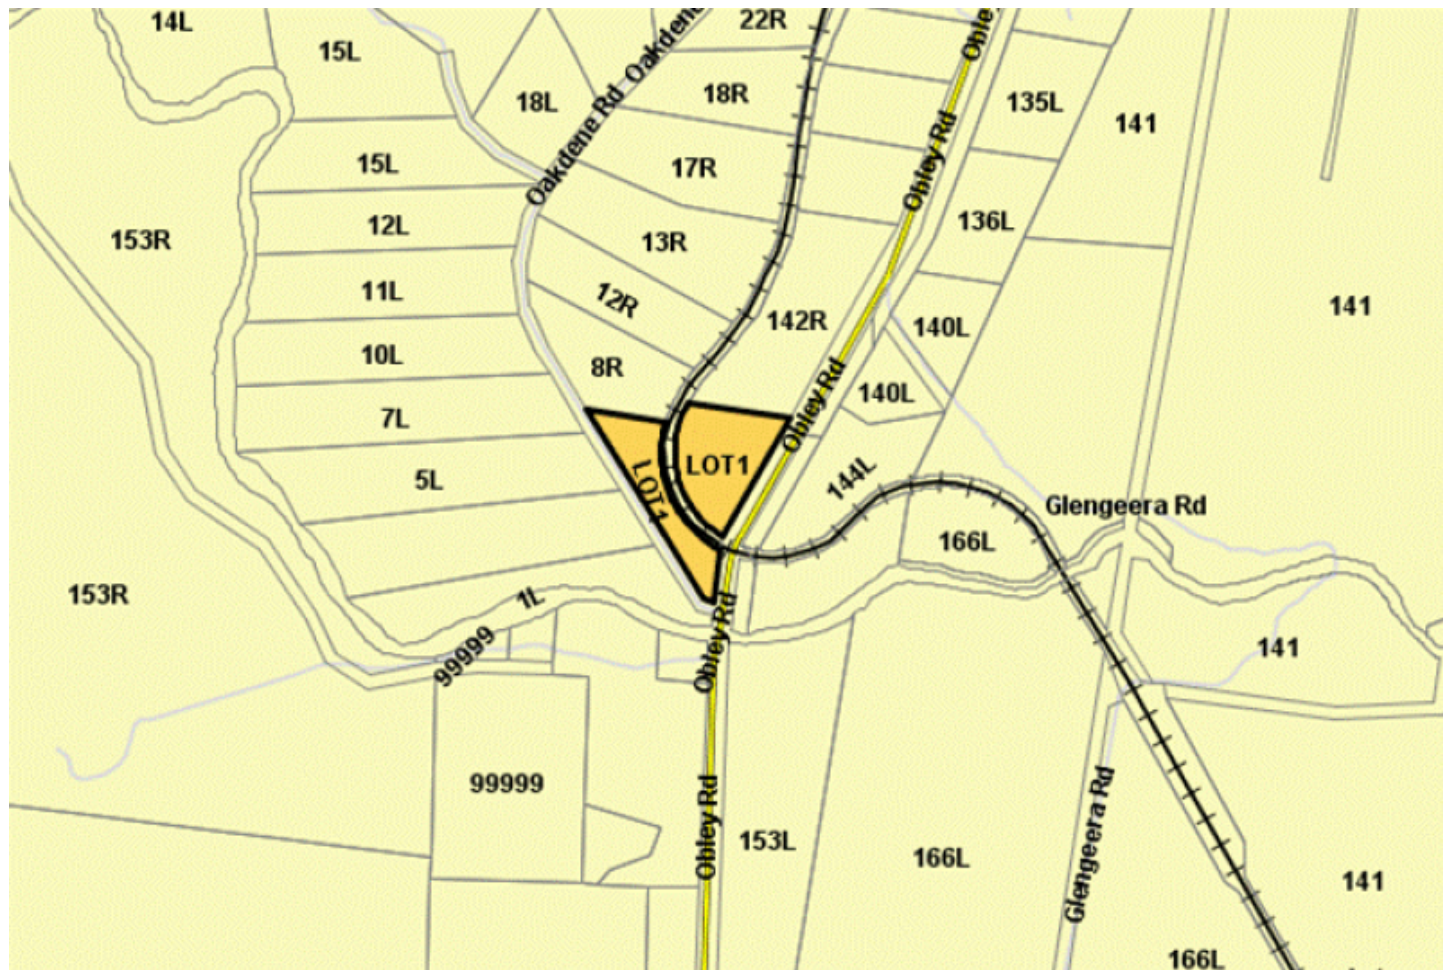 14L
22R
Oble
15L
Oakdene
18L
18R
135L
141
Oakdene Rd
Obley Rd
15L
17R
12L
136L
153R
13R
11L
12R
142R
141
140L
10L
8R
140L
7L
Obley Rd
LOT1
LOT1
5L
144L
Glengeera Rd
166L
153R
1L
99999
Obley Rd
141
99999
Obley Rd
153L
166L
Glengeera Rd
141
166L